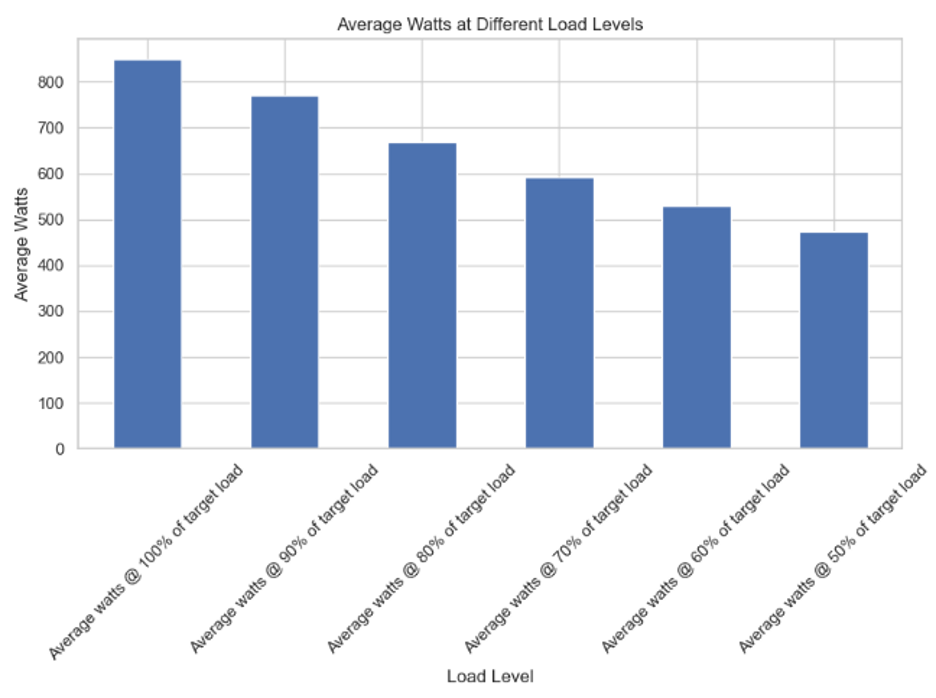 Average Watts at Different Load Levels
Average Watts
800
700
600
500
400
300
200
100
0
Average watts @ 100% of target load
Average watts @ 90% of target load
Average watts @ 80% of target load
Average watts @ 70% of target load
Average watts @ 60% of target load
Average watts @ 50% of target load
Load Level